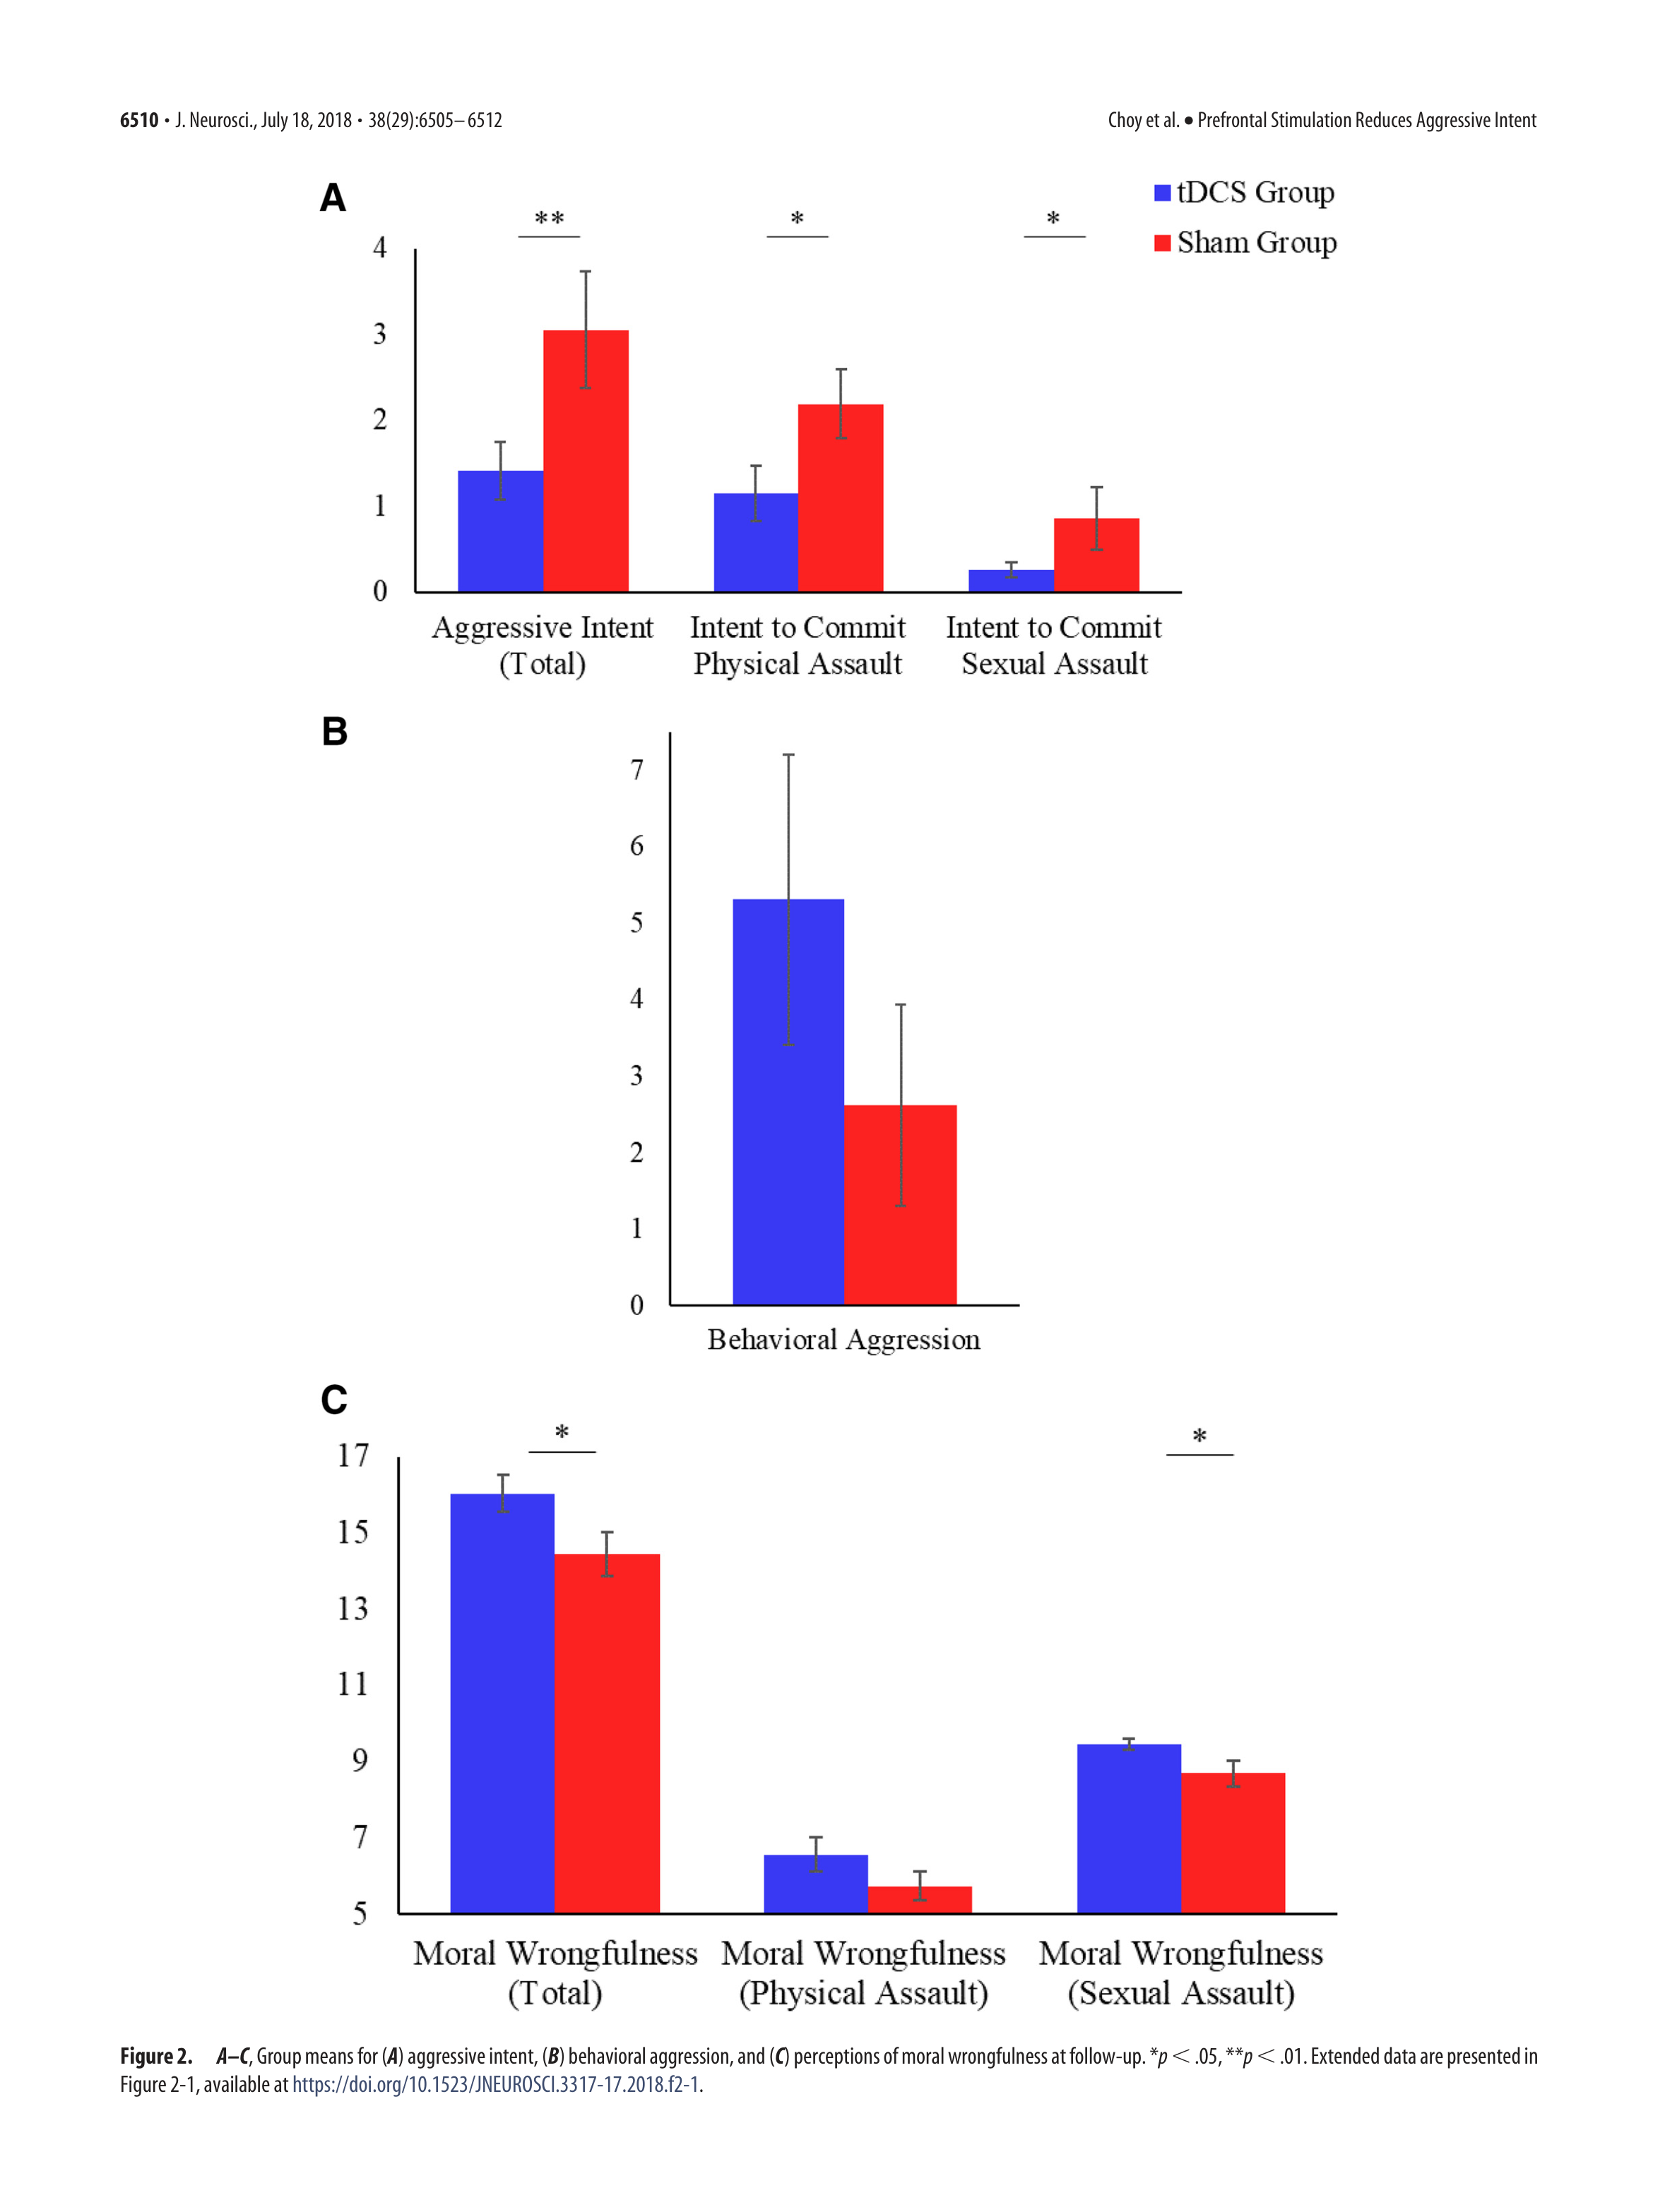 6510 • J. Neurosci., July 18, 2018 • 38(29):6505–6512
Choy et al. • Prefrontal Stimulation Reduces Aggressive Intent
A
tDCS Group
Sham Group
** * *
4
3
2
1
0
Aggressive Intent (Total)
Intent to Commit Physical Assault
Intent to Commit Sexual Assault
B
7
6
5
4
3
2
1
0
Behavioral Aggression
C
* *
17
15
13
11
9
7
5
Moral Wrongfulness (Total)
Moral Wrongfulness (Physical Assault)
Moral Wrongfulness (Sexual Assault)
Figure 2. A–C, Group means for (A) aggressive intent, (B) behavioral aggression, and (C) perceptions of moral wrongfulness at follow-up. *p < .05, **p < .01. Extended data are presented in
Figure 2-1, available at https://doi.org/10.1523/JNEUROSCI.3317-17.2018.f2-1.